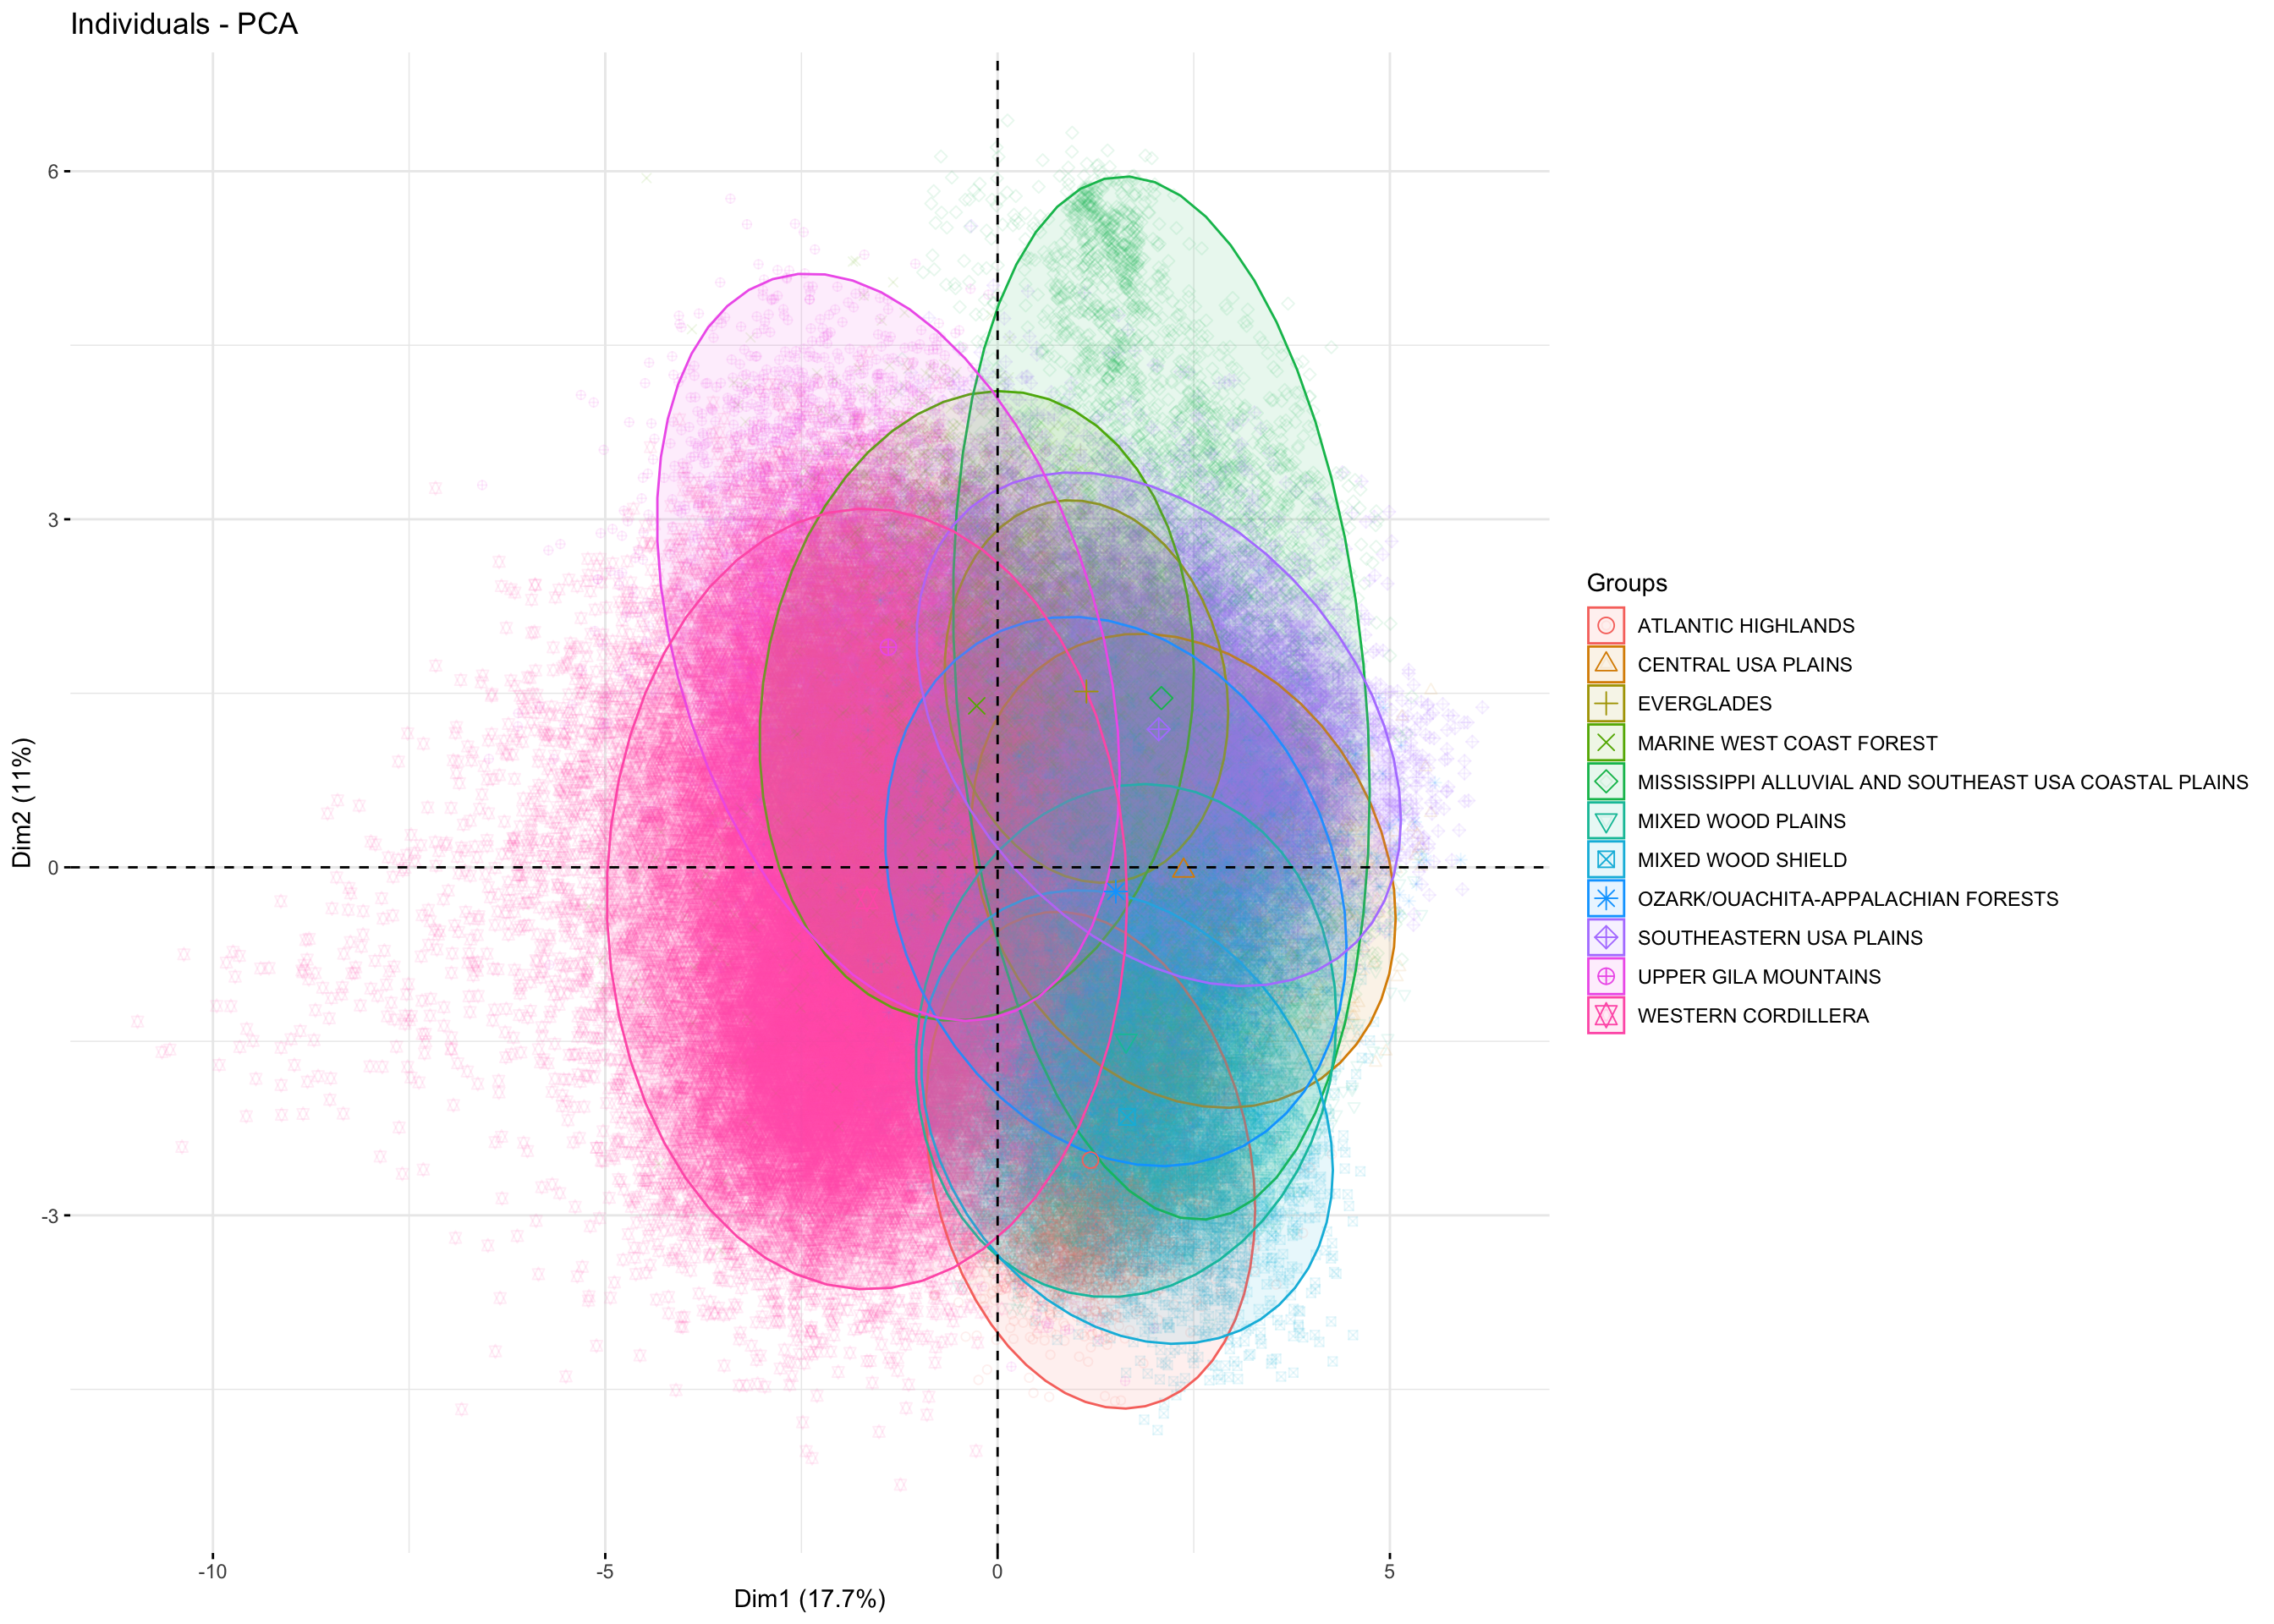 Individuals - PCA
6
3
0
-3
Dim2 (11%)
-10
-5
0
5
Dim1 (17.7%)
Groups
ATLANTIC HIGHLANDS
CENTRAL USA PLAINS
EVERGLADES
MARINE WEST COAST FOREST
MISSISSIPPI ALLUVIAL AND SOUTHEAST USA COASTAL PLAINS
MIXED WOOD PLAINS
MIXED WOOD SHIELD
OZARK/OUACHITA-APPALACHIAN FORESTS
SOUTHEASTERN USA PLAINS
UPPER GILA MOUNTAINS
WESTERN CORDILLERA